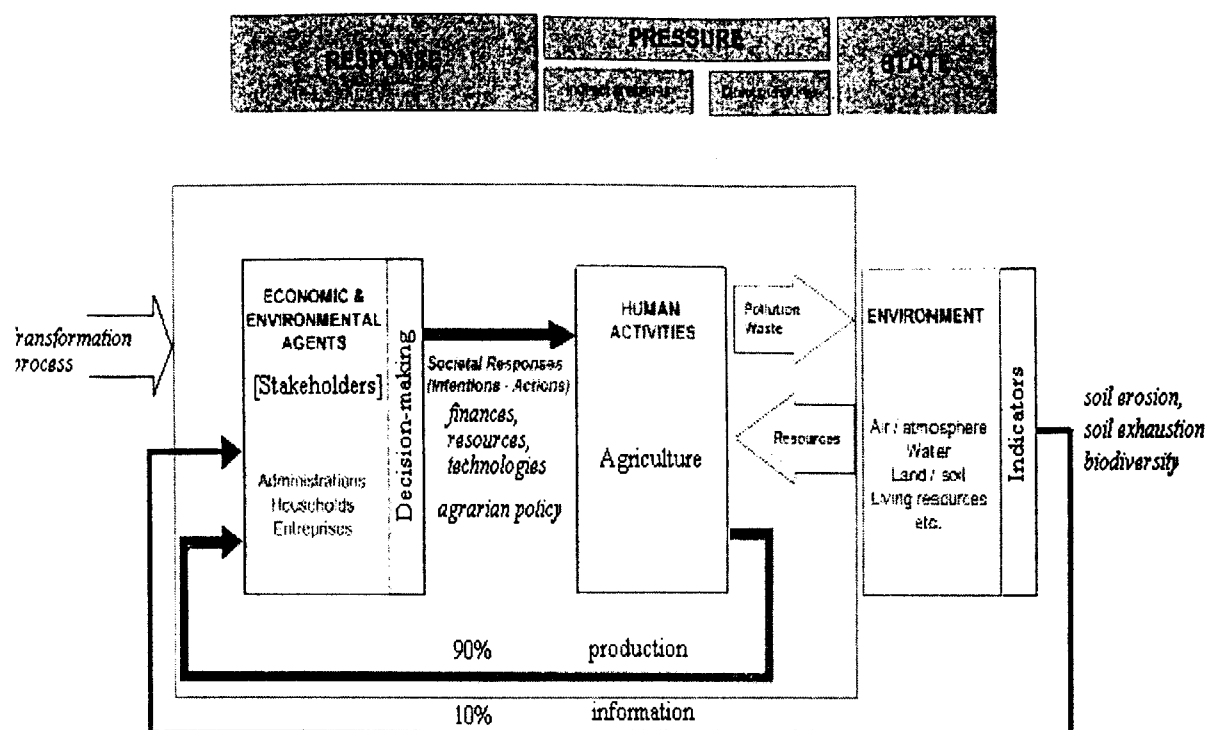 RESPONSE
PRESSURE
STATE
ransformation
process
ECONOMIC &
ENVIRONMENTAL
AGENTS
[Stakeholders]
Administrations
Households
Entreprises
Decision-making
Societal Responses
(Intentions - Actions)
finances,
resources,
technologies
agrarian policy
HUMAN
ACTIVITIES
Agriculture
Pollution
Waste
Resources
ENVIRONMENT
Air / atmosphere
Water
Land / soil
Living resources
etc.
Indicators
soil erosion,
soil exhaustion
biodiversity
90% production
10% information